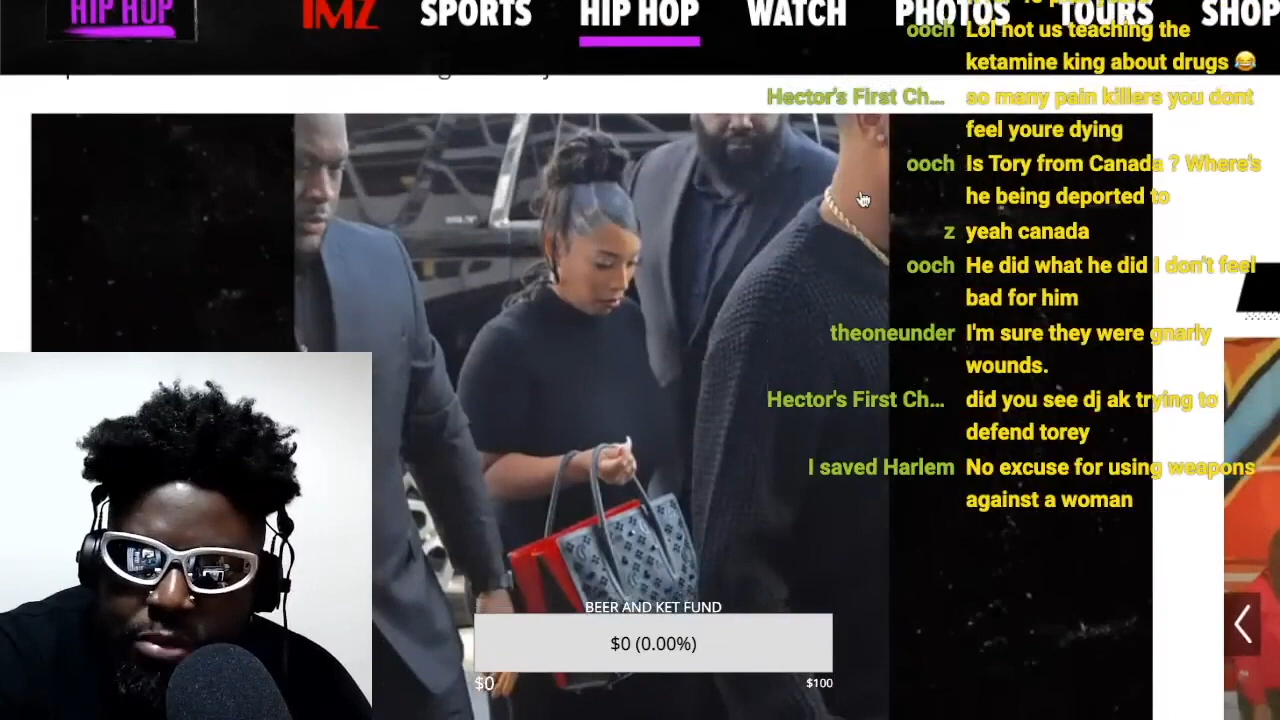 HIP HOP
TMZ SPORTS HIP HOP WATCH PHOTOS TOURS SHOP
ooch Lol not us teaching the
ketamine king about drugs 😂
Hector's First Ch... so many pain killers you dont
feel youre dying
ooch Is Tory from Canada ? Where's
he being deported to
z yeah canada
ooch He did what he did I don't feel
bad for him
theoneunder I'm sure they were gnarly
wounds.
Hector's First Ch... did you see dj ak trying to
defend torey
I saved Harlem No excuse for using weapons
against a woman
BEER AND KET FUND
$0 (0.00%)
$0 $100